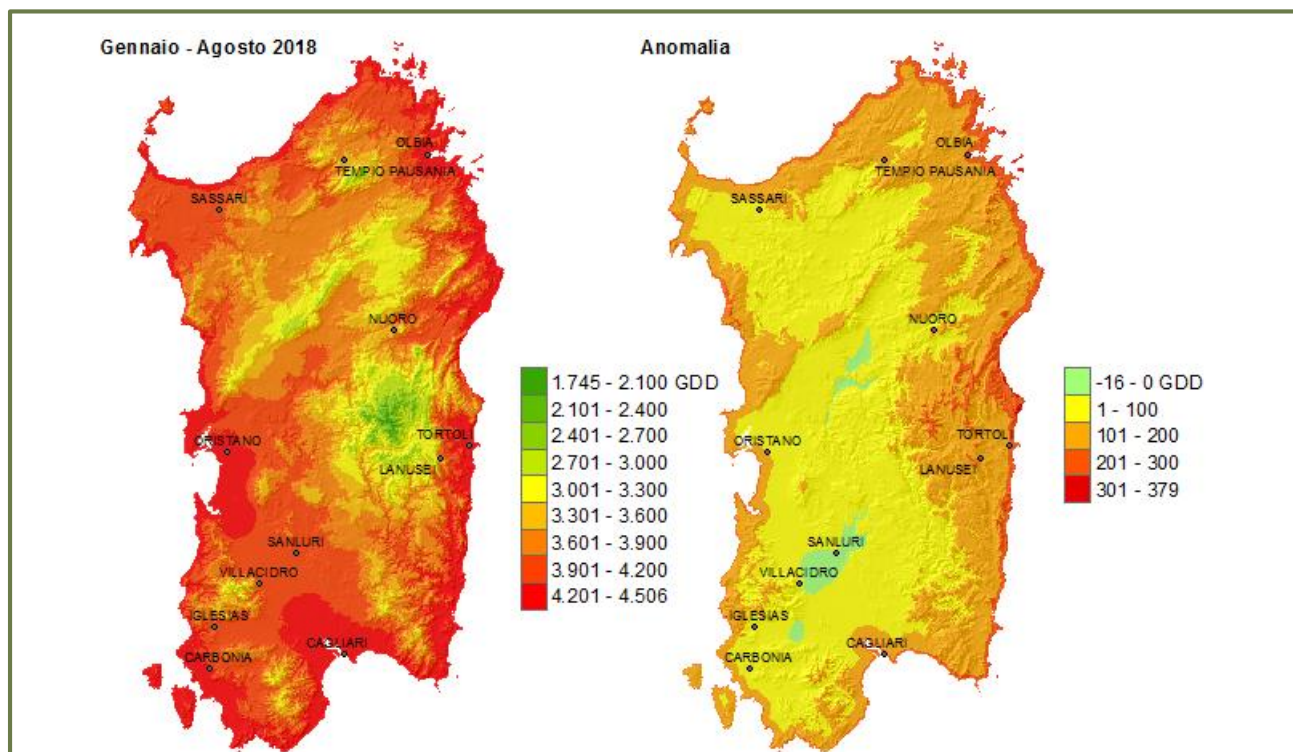 Gennaio - Agosto 2018
OLBIA
TEMPIO PAUSANIA
SASSARI
NUORO
ORISTANO
TORTOLI
LANUSEI
SANLURI
VILLACIDRO
IGLESIAS
CAGLIARI
CARBONIA
1.745 - 2.100 GDD
2.101 - 2.400
2.401 - 2.700
2.701 - 3.000
3.001 - 3.300
3.301 - 3.600
3.601 - 3.900
3.901 - 4.200
4.201 - 4.506
Anomalia
OLBIA
TEMPIO PAUSANIA
SASSARI
NUORO
ORISTANO
TORTOLI
LANUSEI
SANLURI
VILLACIDRO
IGLESIAS
CAGLIARI
CARBONIA
-16 - 0 GDD
1 - 100
101 - 200
201 - 300
301 - 379